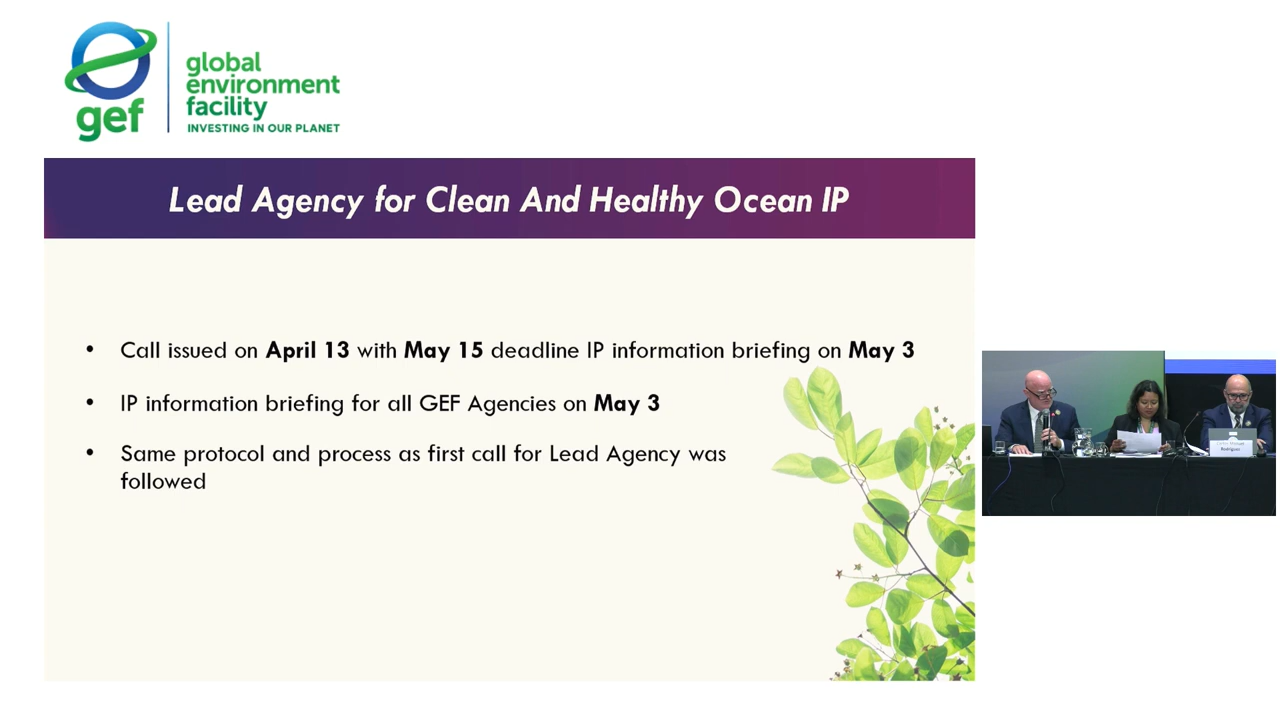 gef
global
environment
facility
INVESTING IN OUR PLANET
Lead Agency for Clean And Healthy Ocean IP
• Call issued on April 13 with May 15 deadline IP information briefing on May 3
• IP information briefing for all GEF Agencies on May 3
• Same protocol and process as first call for Lead Agency was
followed
Rodriguez